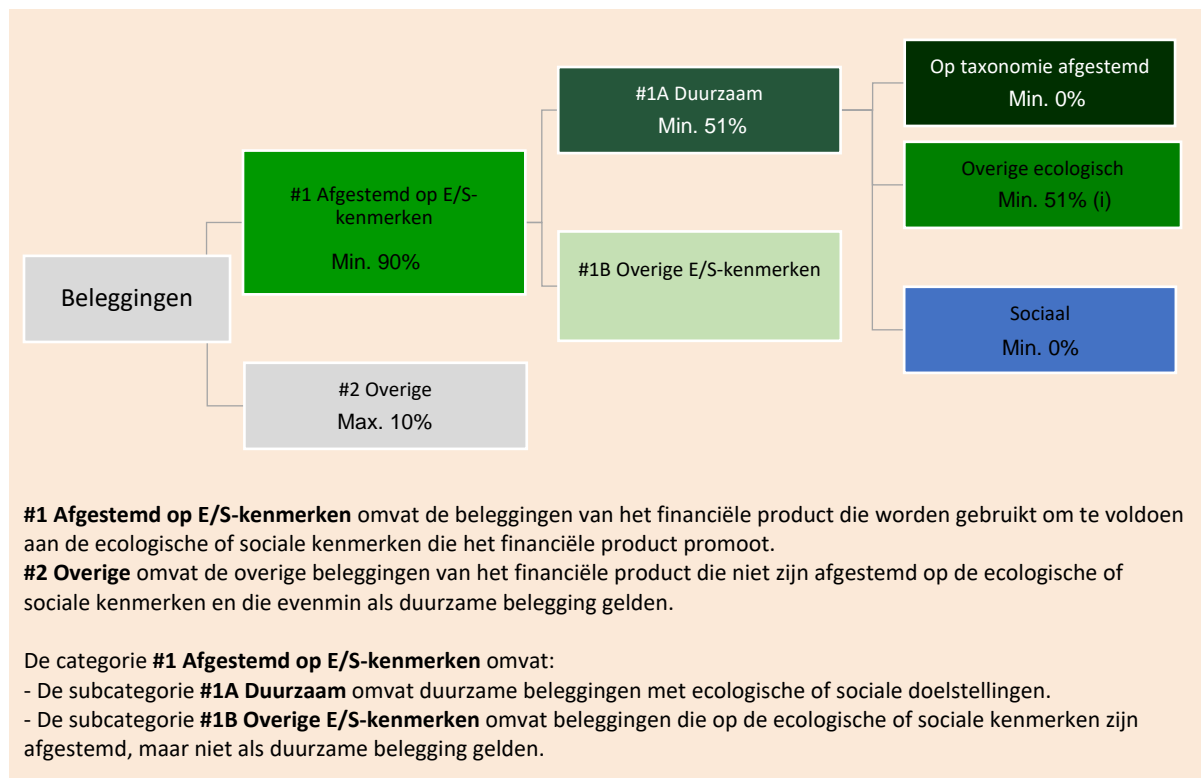 Beleggingen
#1 Afgestemd op E/S-
kenmerken
Min. 90%
#2 Overige
Max. 10%
#1A Duurzaam
Min. 51%
#1B Overige E/S-kenmerken
Op taxonomie afgestemd
Min. 0%
Overige ecologisch
Min. 51% (i)
Sociaal
Min. 0%
#1 Afgestemd op E/S-kenmerken omvat de beleggingen van het financiële product die worden gebruikt om te voldoen
aan de ecologische of sociale kenmerken die het financiële product promoot.
#2 Overige omvat de overige beleggingen van het financiële product die niet zijn afgestemd op de ecologische of
sociale kenmerken en die evenmin als duurzame belegging gelden.
De categorie #1 Afgestemd op E/S-kenmerken omvat:
- De subcategorie #1A Duurzaam omvat duurzame beleggingen met ecologische of sociale doelstellingen.
- De subcategorie #1B Overige E/S-kenmerken omvat beleggingen die op de ecologische of sociale kenmerken zijn
afgestemd, maar niet als duurzame belegging gelden.